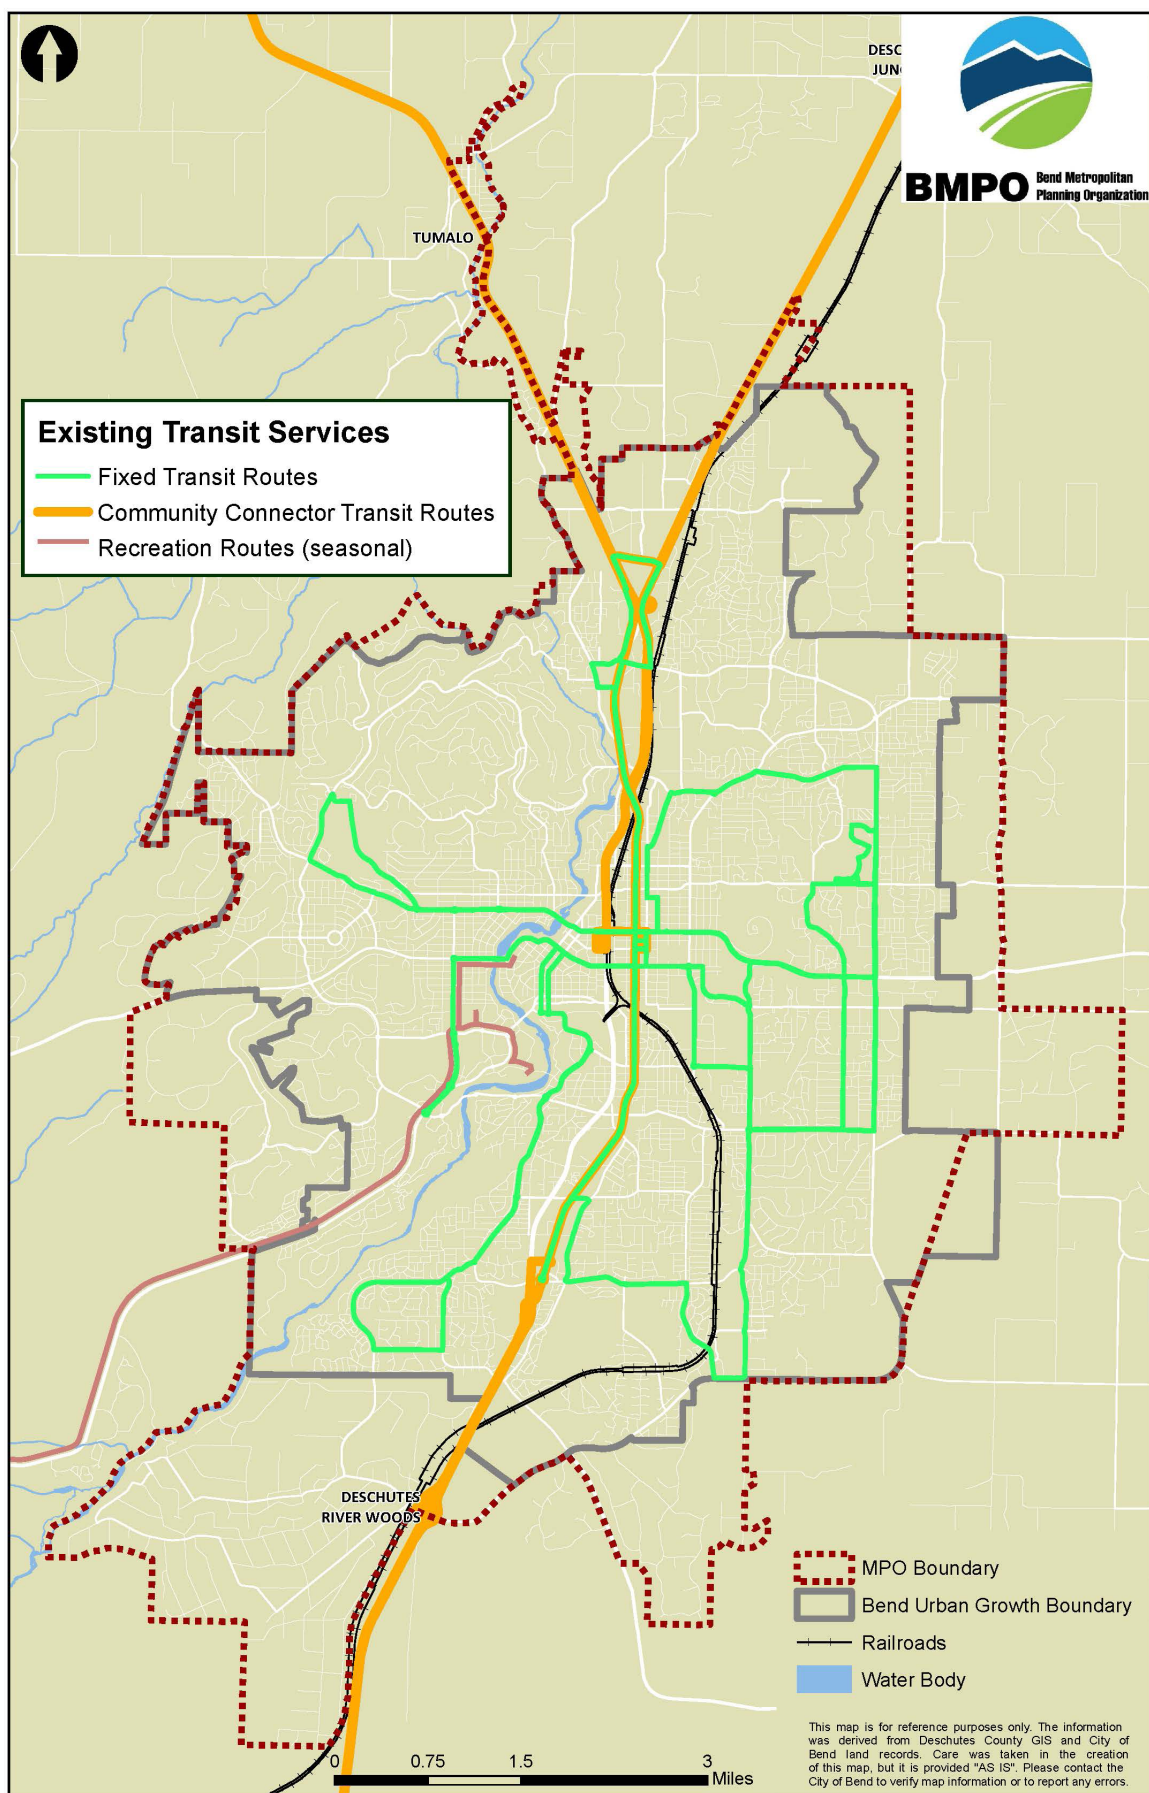 DESC
JUN
BMPO Bend Metropolitan
Planning Organization
TUMALO
Existing Transit Services
Fixed Transit Routes
Community Connector Transit Routes
Recreation Routes (seasonal)
DESCHUTES
RIVER WOODS
MPO Boundary
Bend Urban Growth Boundary
Railroads
Water Body
0 0.75 1.5 3
Miles
This map is for reference purposes only. The information
was derived from Deschutes County GIS and City of
Bend land records. Care was taken in the creation
of this map, but it is provided "AS IS". Please contact the
City of Bend to verify map information or to report any errors.